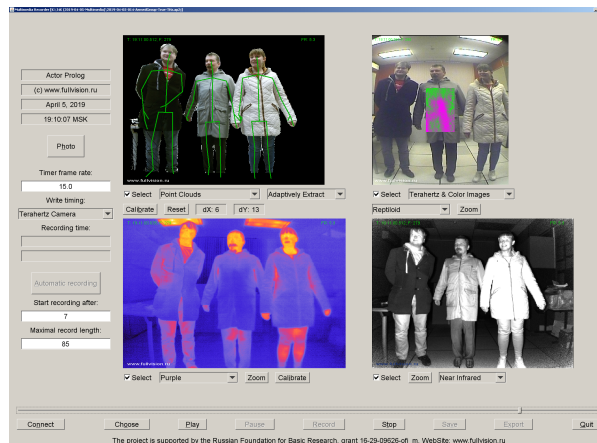 Actor Prolog
(c) www.fullvision.ru
April 5, 2019
19:10:07 MSK
Photo
Timer frame rate:
15.0
Write timing:
Terahertz Camera
Recording time:
Automatic recording
Start recording after:
7
Maximal record length:
85
www.fullvision.ru
Select
Point Clouds
Adaptively Extract
Select
Terahertz & Color Images
Calibrate
Reset
dX: 6
dY: 13
Reptiloid
Zoom
www.fullvision.ru
Select
Purple
Zoom
Calibrate
Select
Zoom
Near Infrared
Connect
Choose
Play
Pause
Record
Stop
Save
Export
Quit
The project is supported by the Russian Foundation for Basic Research, grant 16-29-09626-ofi_m. WebSite: www.fullvision.ru